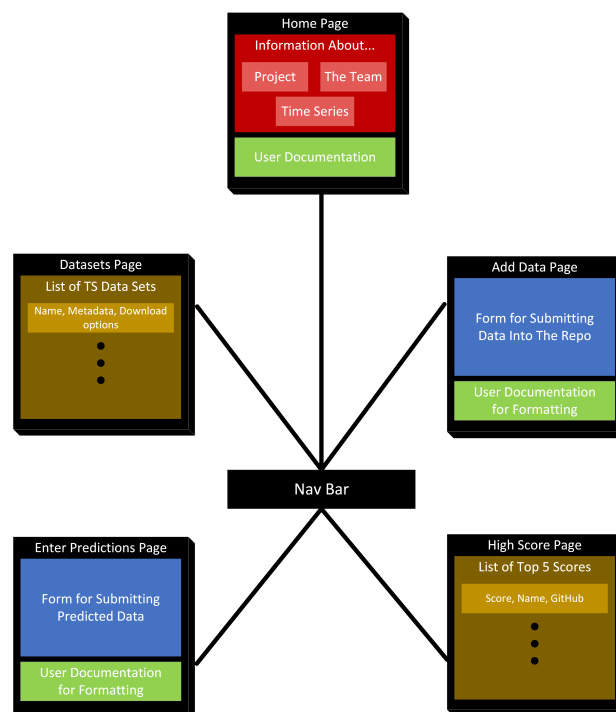 Home Page
Information About...
Project
The Team
Time Series
User Documentation
Datasets Page
List of TS Data Sets
Name, Metadata, Download
options
Add Data Page
Form for Submitting
Data Into The Repo
User Documentation
for Formatting
Nav Bar
Enter Predictions Page
Form for Submitting
Predicted Data
User Documentation
for Formatting
High Score Page
List of Top 5 Scores
Score, Name, GitHub